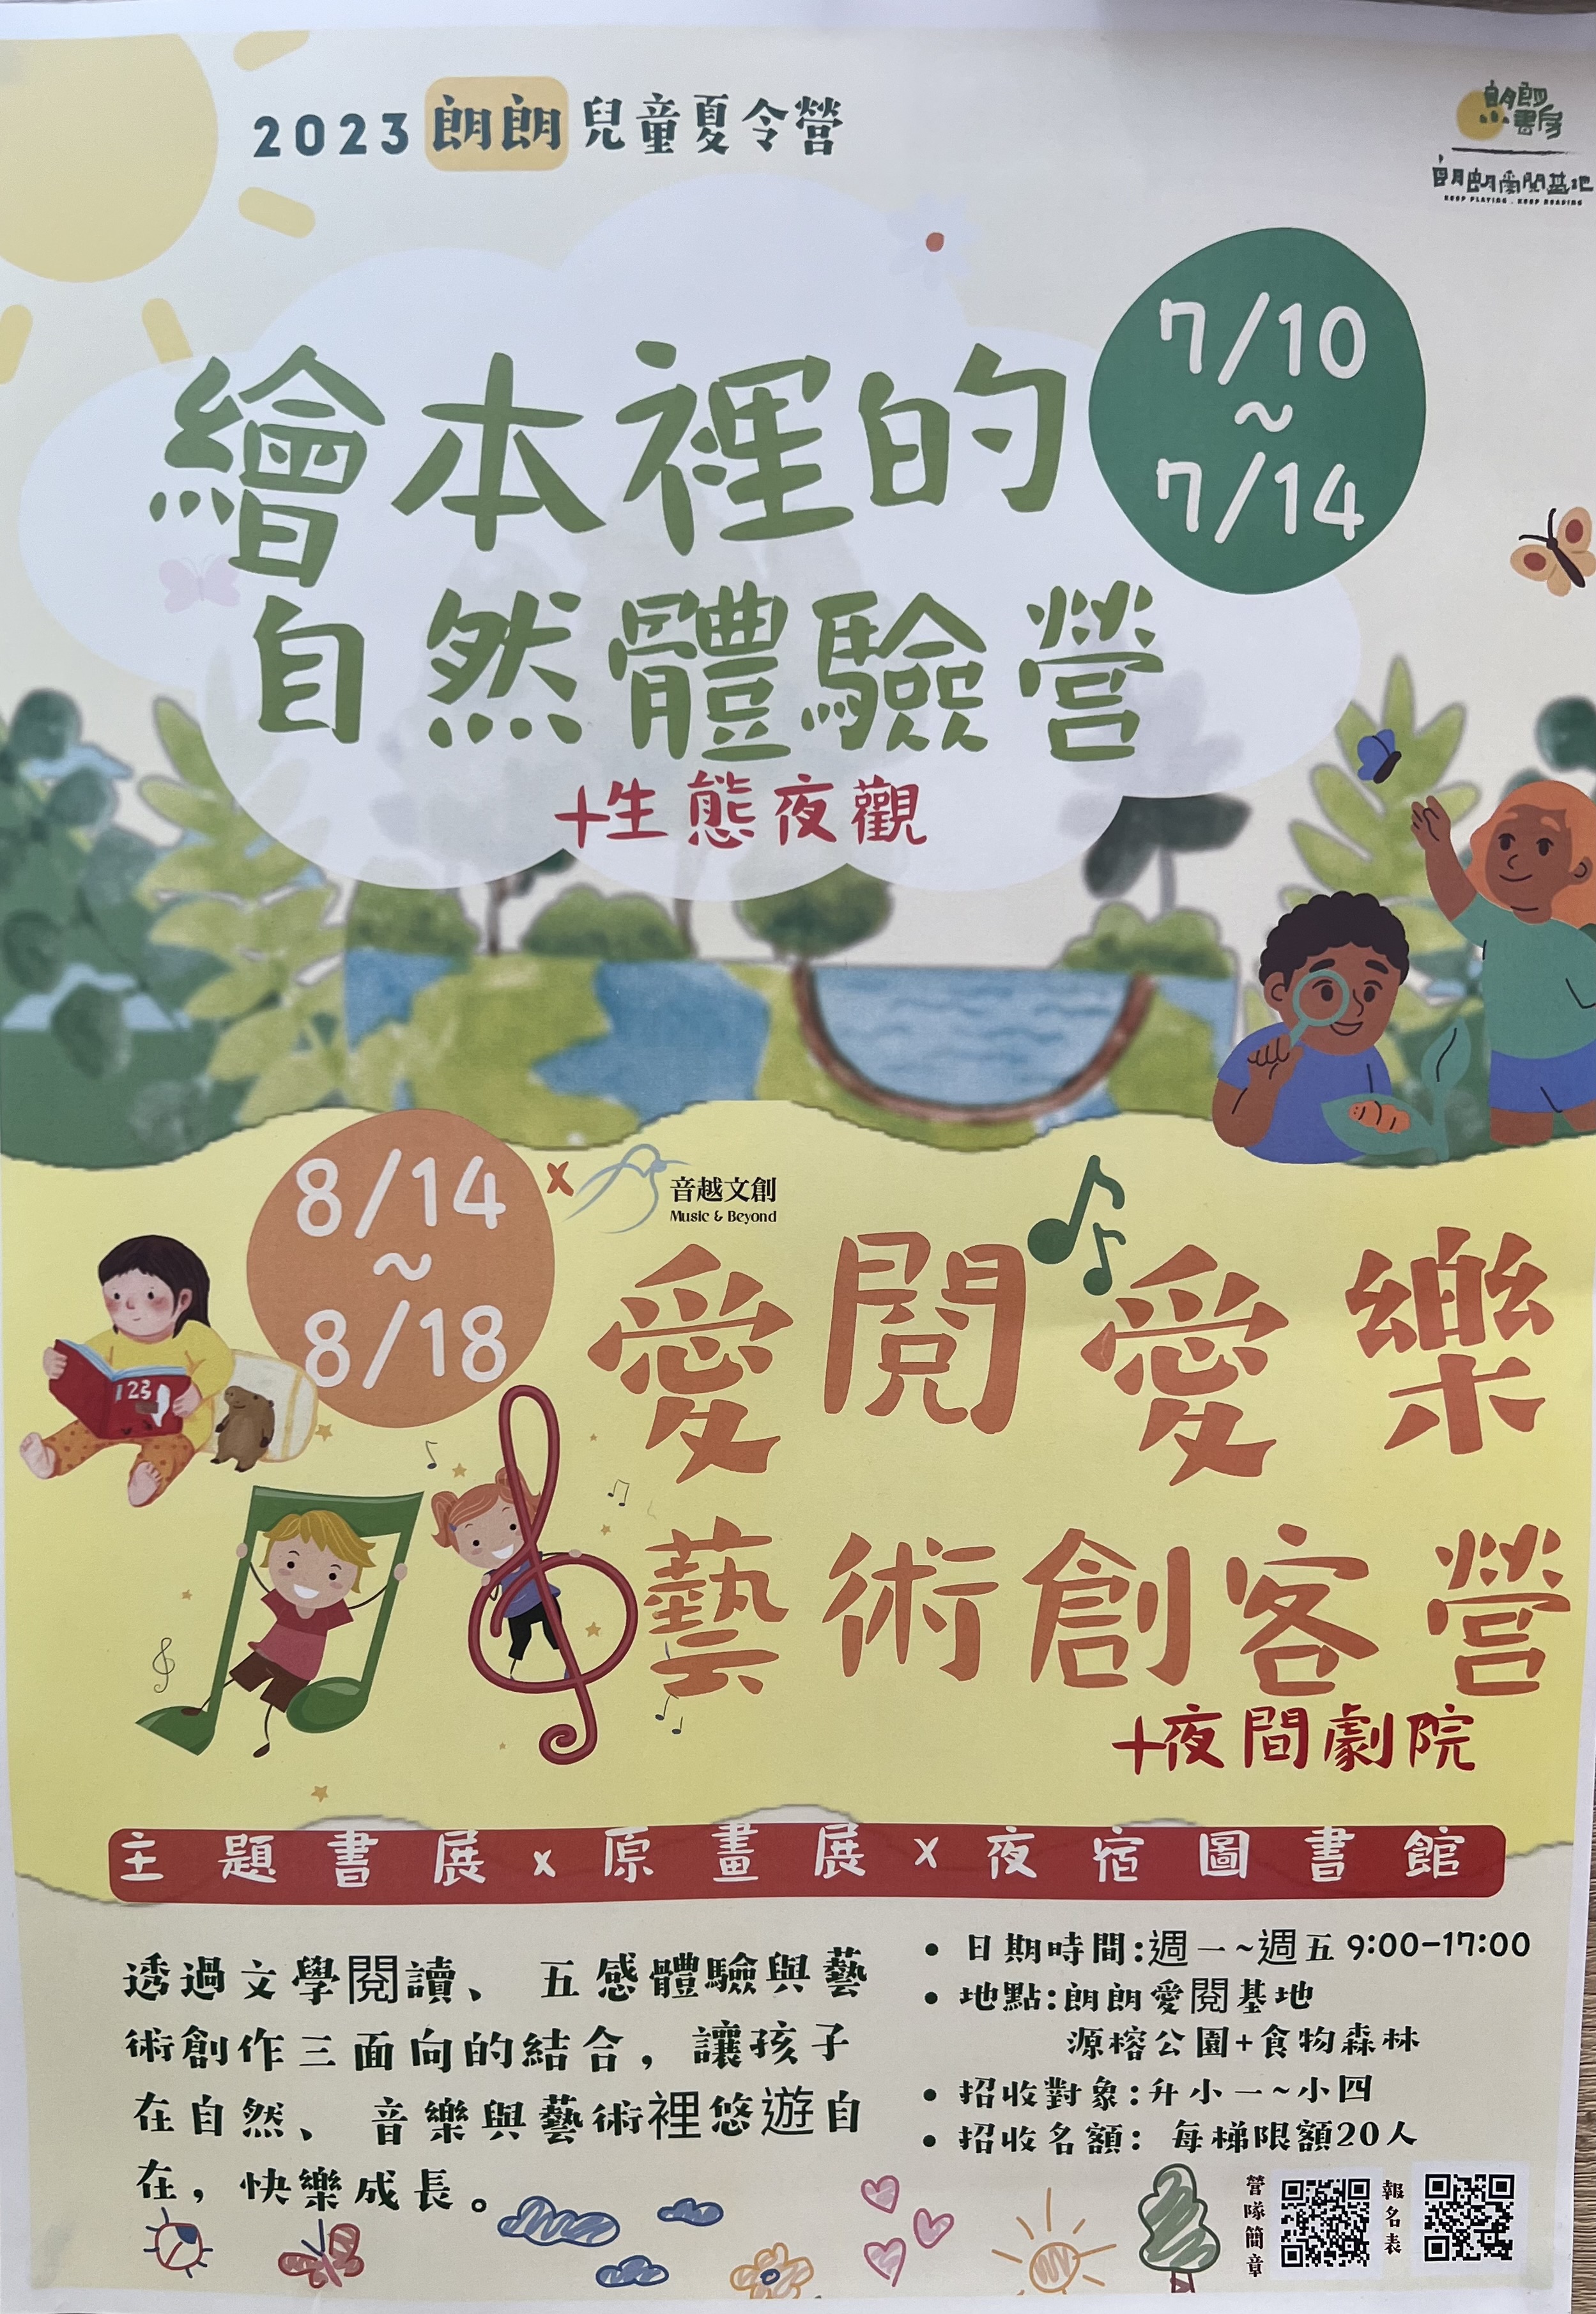 2023 朗朗 兒童夏令營
朗朗書房
朗朗愛閱基地
KEEP PLAYING . KEEP READING
7/10
~
7/14
繪本裡的
自然體驗營
+生態夜觀
8/14
~
8/18
x 音越文創
Music & Beyond
愛閱愛樂
藝術創客營
+夜間劇院
123
主題書展x原畫展x夜宿圖書館
透過文學閱讀、五感體驗與藝
術創作三面向的結合，讓孩子
在自然、音樂與藝術裡悠遊自
在，快樂成長。
• 日期時間:週一~週五 9:00-17:00
• 地點:朗朗愛閱基地
源榕公園+食物森林
• 招收對象:升小一~小四
• 招收名額: 每梯限額20人
營隊簡章
報名表